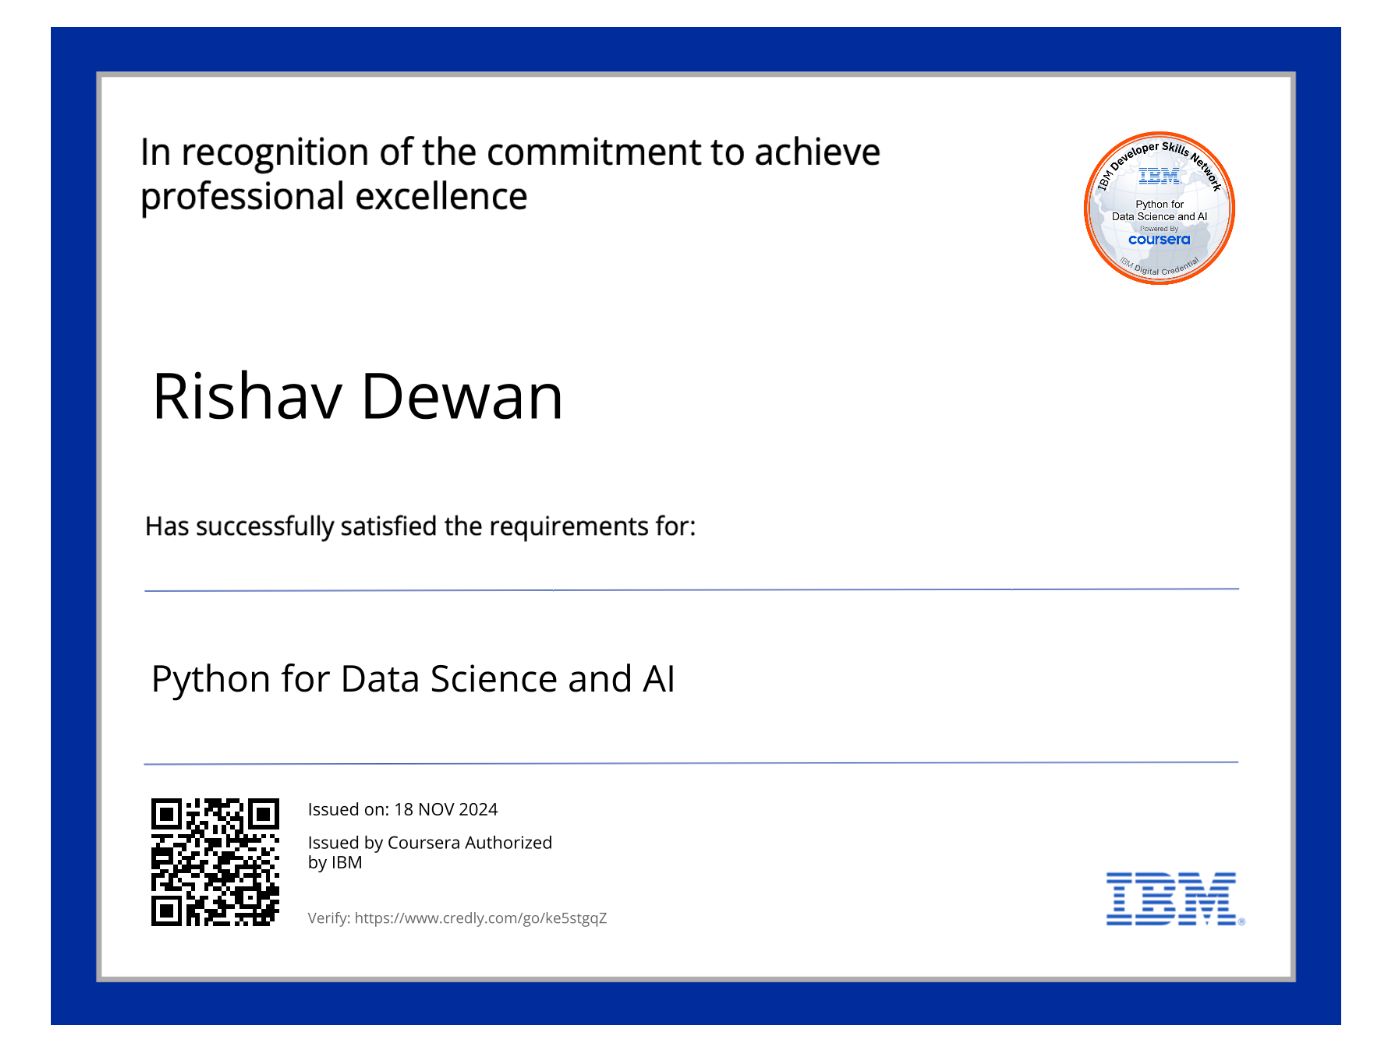 In recognition of the commitment to achieve
professional excellence
IBM Developer Skills Network
IBM
Python for
Data Science and AI
Powered By
coursera
IBM Digital Credential
Rishav Dewan
Has successfully satisfied the requirements for:
Python for Data Science and AI
Issued on: 18 NOV 2024
Issued by Coursera Authorized
by IBM
Verify: https://www.credly.com/go/ke5stgqZ
IBM®